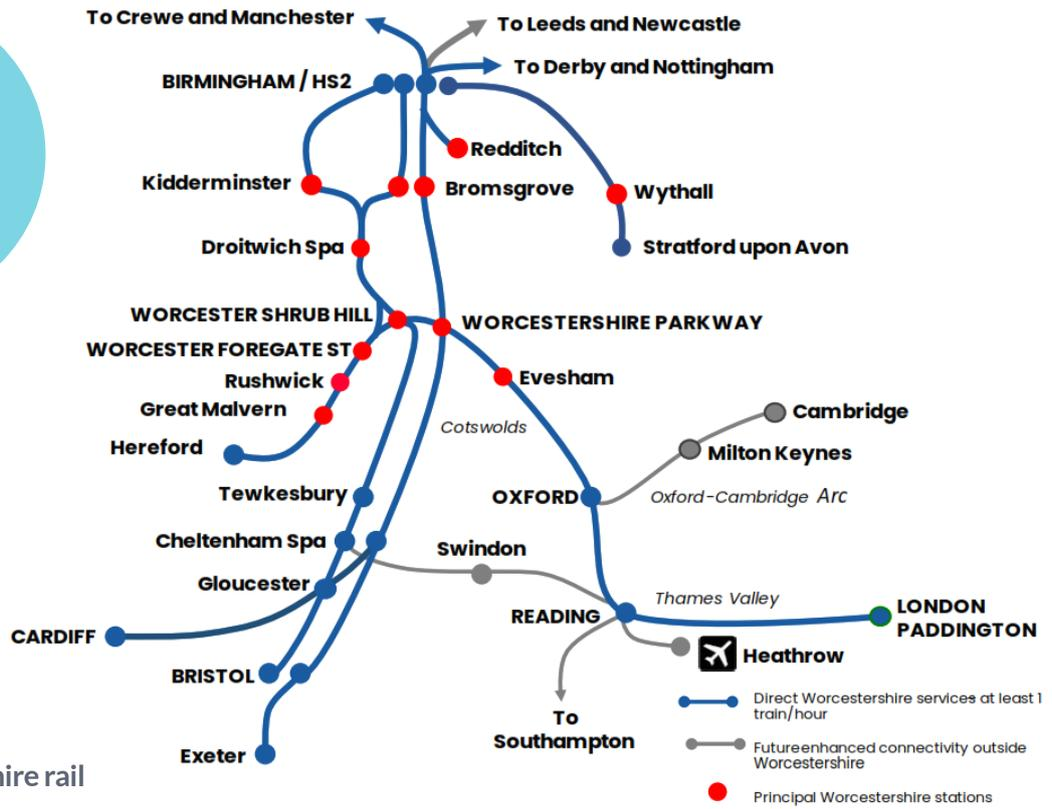 To Crewe and Manchester
To Leeds and Newcastle
To Derby and Nottingham
BIRMINGHAM / HS2
Redditch
Kidderminster
Bromsgrove
Wythall
Droitwich Spa
Stratford upon Avon
WORCESTER SHRUB HILL
WORCESTERSHIRE PARKWAY
WORCESTER FOREGATE ST
Rushwick
Evesham
Great Malvern
Cambridge
Cotswolds
Hereford
Milton Keynes
Tewkesbury
OXFORD
Oxford-Cambridge Arc
Cheltenham Spa
Swindon
Gloucester
Thames Valley
READING
LONDON
PADDINGTON
CARDIFF
Heathrow
BRISTOL
Direct Worcestershire services at least 1
train/hour
To
Southampton
Exeter
Future enhanced connectivity outside
Worcestershire
ire rail
Principal Worcestershire stations